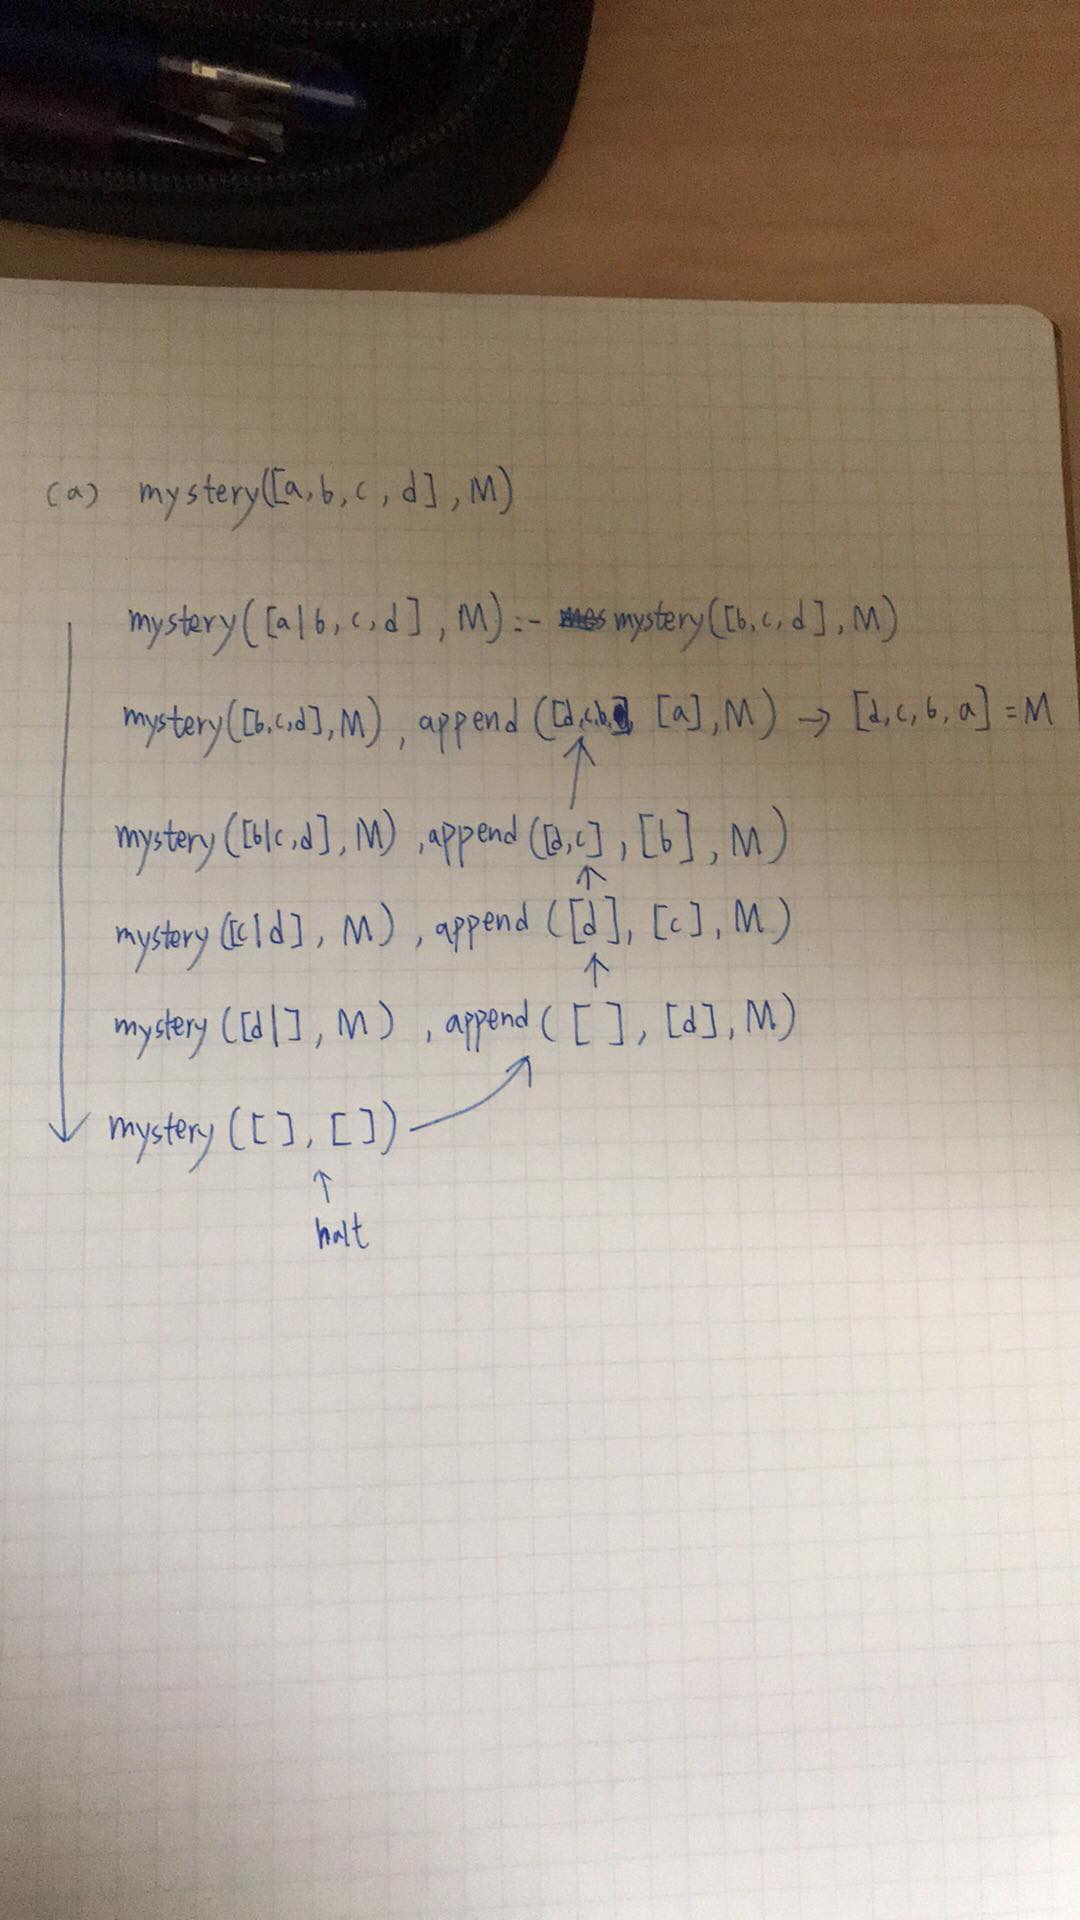 (a) mystery([a,b,c,d],M)
mystery([a|b,c,d],M):- mystery([b,c,d],M)
mystery([b,c,d],M), append([d,c,b], [a],M) → [d,c,b,a]=M
mystery([b|c,d],M), append([d,c],[b],M)
mystery([c|d],M), append([d],[c],M)
mystery([d|],M), append([],[d],M)
mystery([],[])
halt